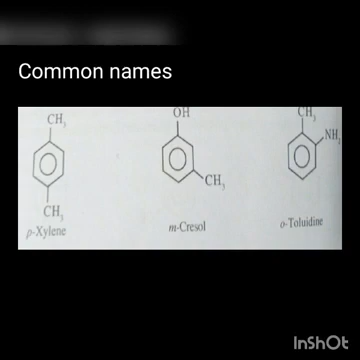 Common names
CH3
OH
CH3
NH2
CH3
CH3
p-Xylene
m-Cresol
o-Toluidine
InShOt